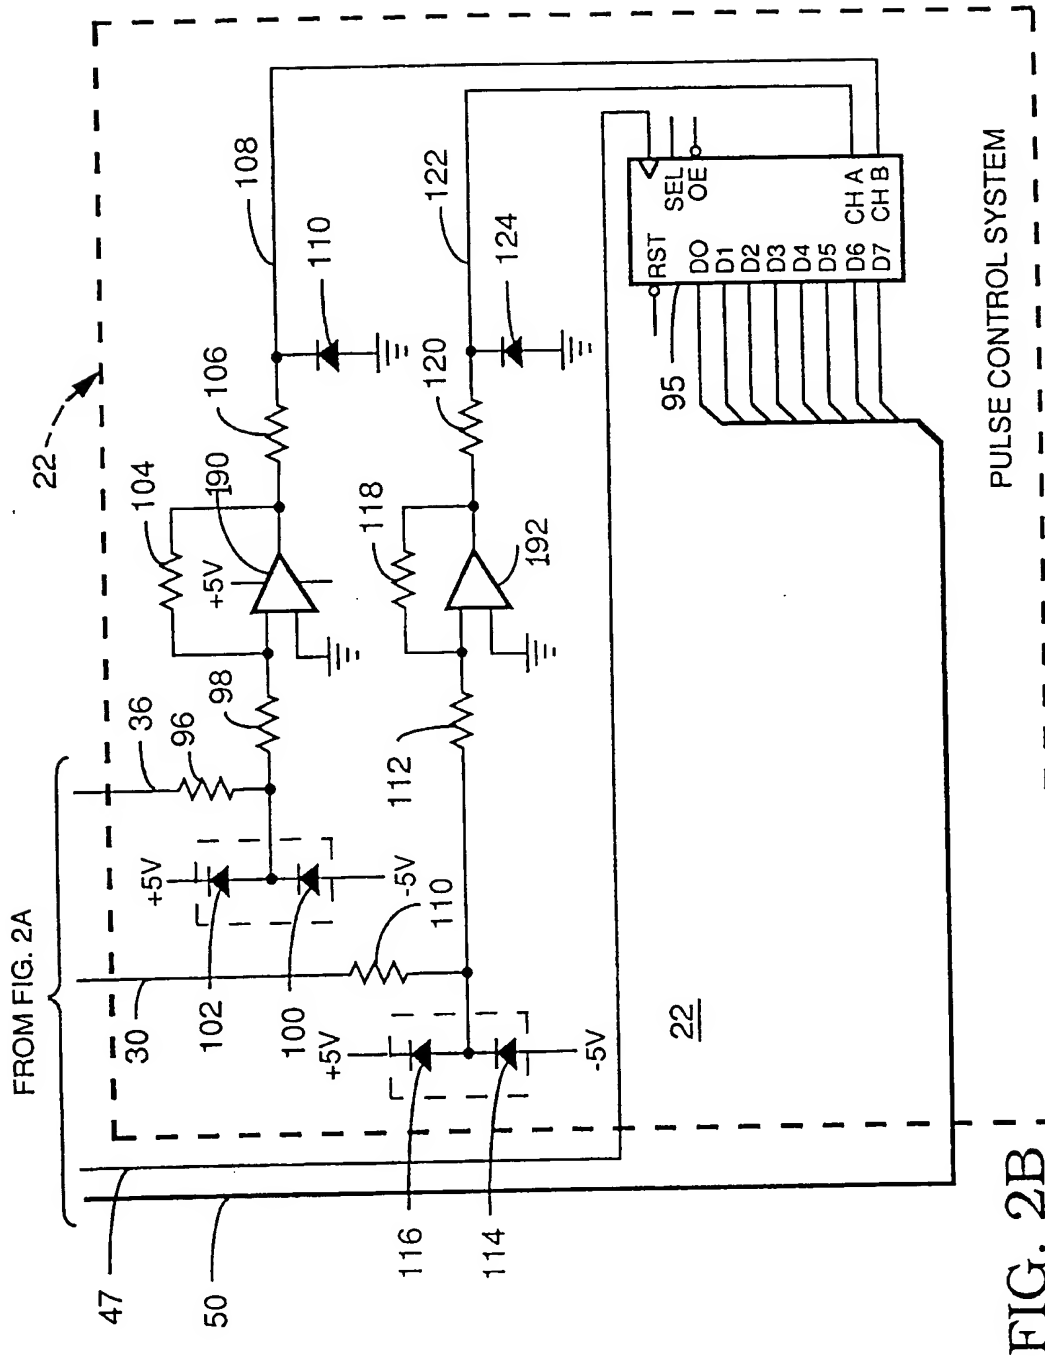 FROM FIG. 2A
22
36
96
98
104
190
+5V
106
108
110
+5V
102
100
-5V
30
110
112
118
192
120
122
124
+5V
116
114
-5V
47
50
22
95
RST
SEL
OE
D0
D1
D2
D3
D4
D5
D6
D7
CH A
CH B
PULSE CONTROL SYSTEM
FIG. 2B